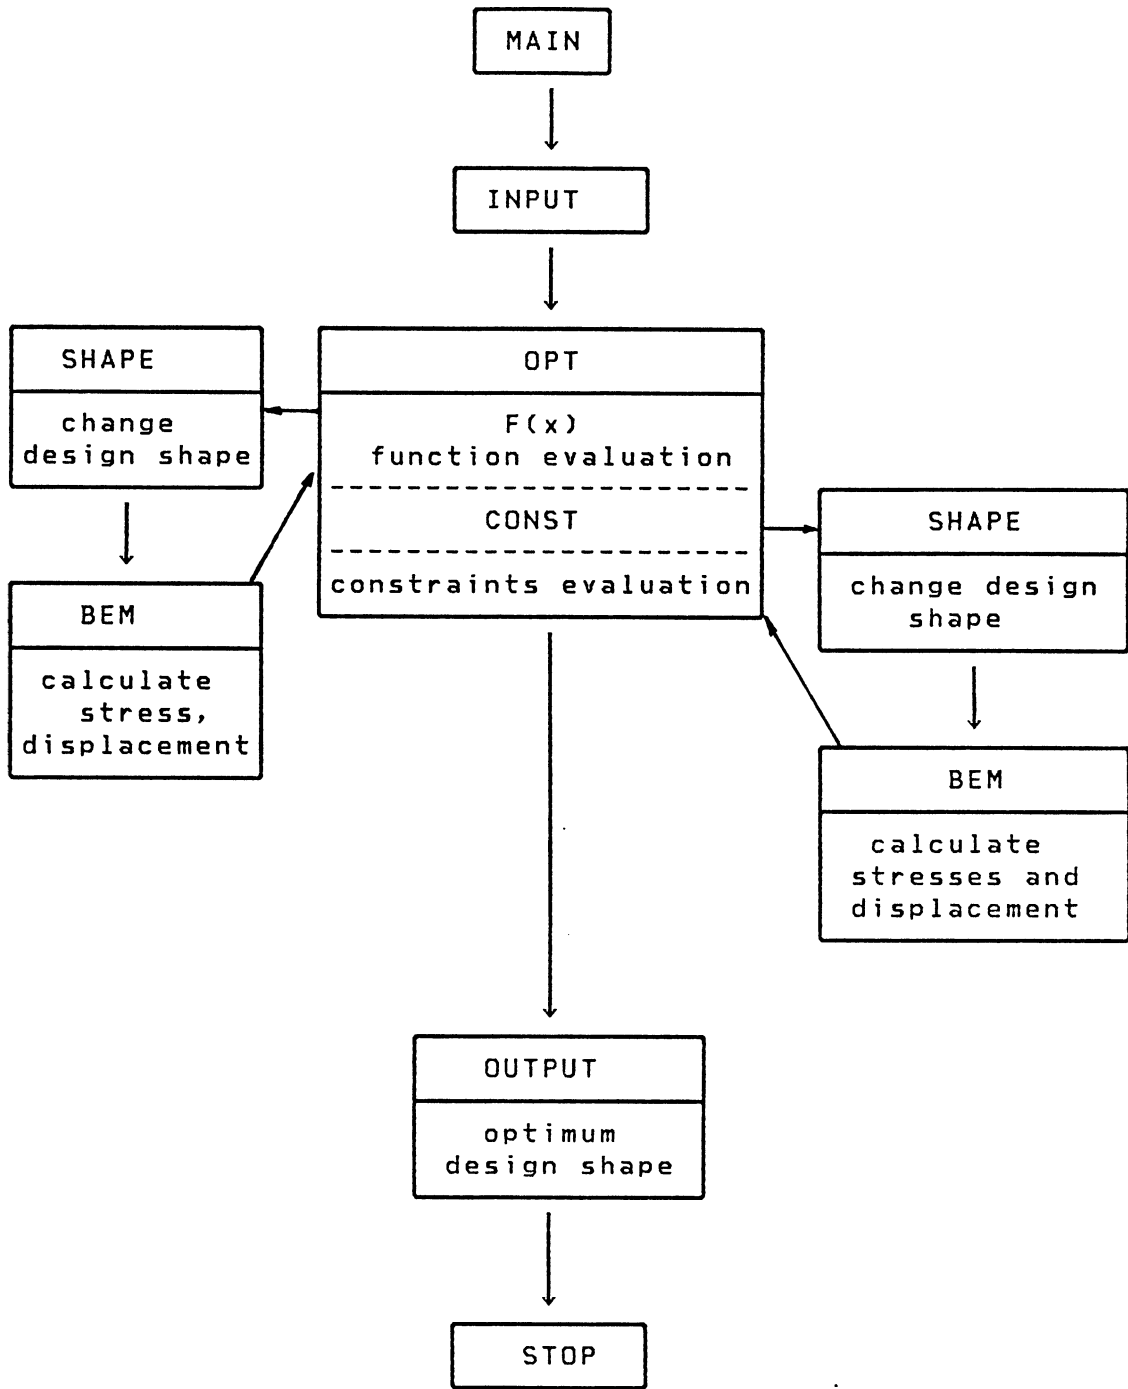 MAIN
INPUT
SHAPE
change
design shape
BEM
calculate
stress,
displacement
OPT
F(x)
function evaluation
CONST
constraints evaluation
SHAPE
change design
shape
BEM
calculate
stresses and
displacement
OUTPUT
optimum
design shape
STOP